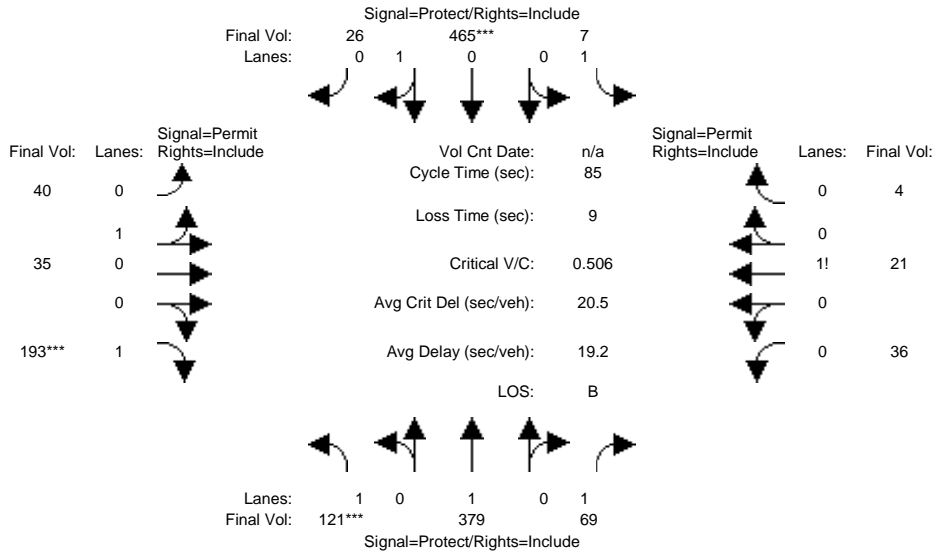 Signal=Protect/Rights=Include
Final Vol: 26 465*** 7
Lanes: 0 1 0 0 1
Signal=Permit
Final Vol: Lanes: Rights=Include
Vol Cnt Date: n/a
Signal=Permit
Rights=Include Lanes: Final Vol:
Cycle Time (sec): 85
40 0
0 4
Loss Time (sec): 9
1
0
35 0
Critical V/C: 0.506
1! 21
0
Avg Crit Del (sec/veh): 20.5
0
193*** 1
Avg Delay (sec/veh): 19.2
0 36
LOS: B
Lanes: 1 0 1 0 1
Final Vol: 121*** 379 69
Signal=Protect/Rights=Include